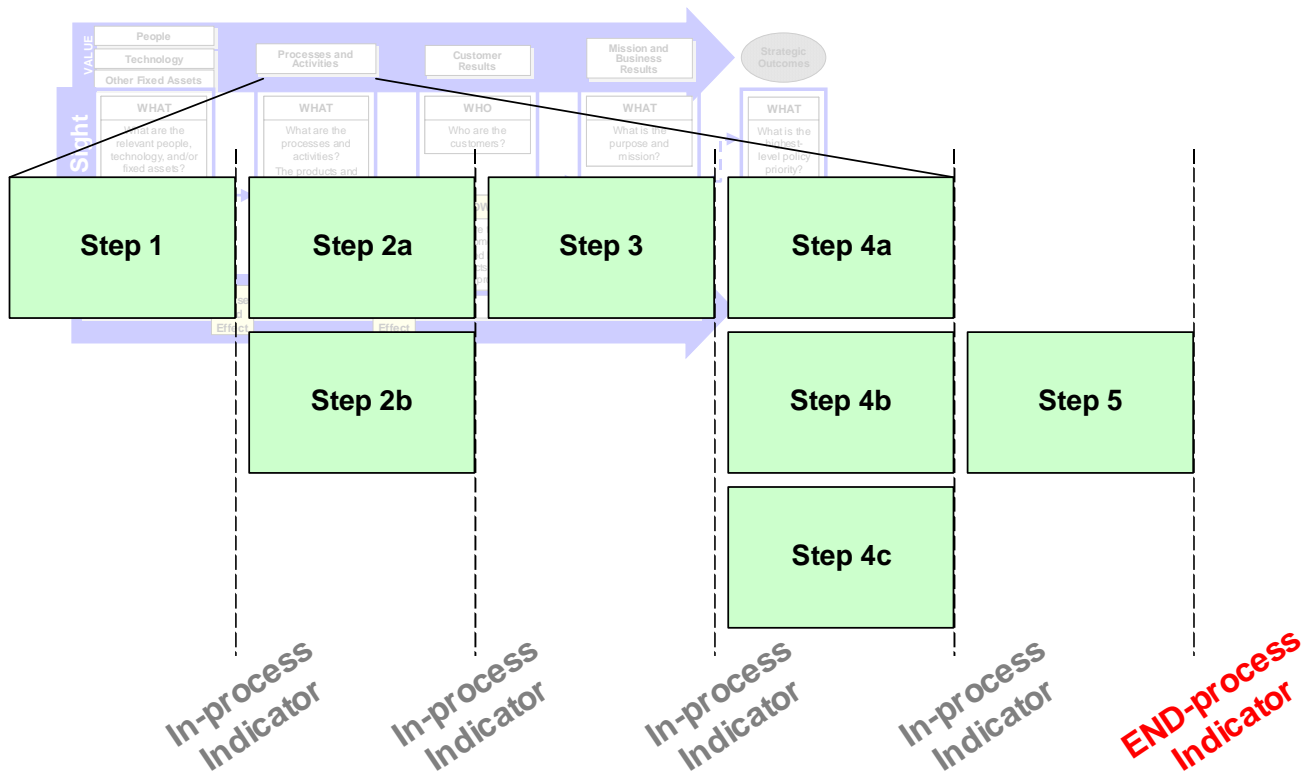 VALUE
People
Technology
Other Fixed Assets
Processes and
Activities
Customer
Results
Mission and
Business
Results
Strategic
Outcomes
Sight
WHAT
What are the
relevant people,
technology, and/or
fixed assets?
WHAT
What are the
processes and
activities?
The products and
WHO
Who are the
customers?
WHAT
What is the
purpose and
mission?
WHAT
What is the
highest-
level policy
priority?
Step 1
Step 2a
Step 3
Step 4a
Effect
Effect
Step 2b
Step 4b
Step 5
Step 4c
In-process
Indicator
In-process
Indicator
In-process
Indicator
In-process
Indicator
END-process
Indicator